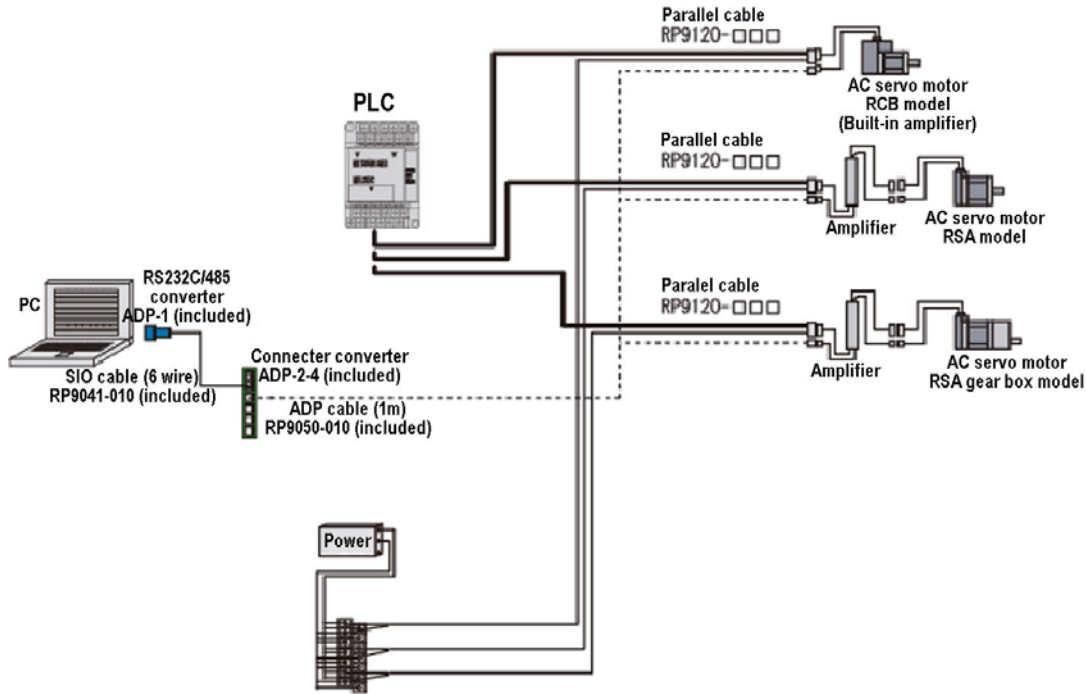 Parallel cable
RP9120-□□□
AC servo motor
RCB model
(Built-in amplifier)
PLC
Parallel cable
RP9120-□□□
Amplifier
AC servo motor
RSA model
Paralel cable
RP9120-□□□
Amplifier
AC servo motor
RSA gear box model
PC
RS232C/485
converter
ADP-1 (included)
SIO cable (6 wire)
RP9041-010 (included)
Connecter converter
ADP-2-4 (included)
ADP cable (1m)
RP9050-010 (included)
Power